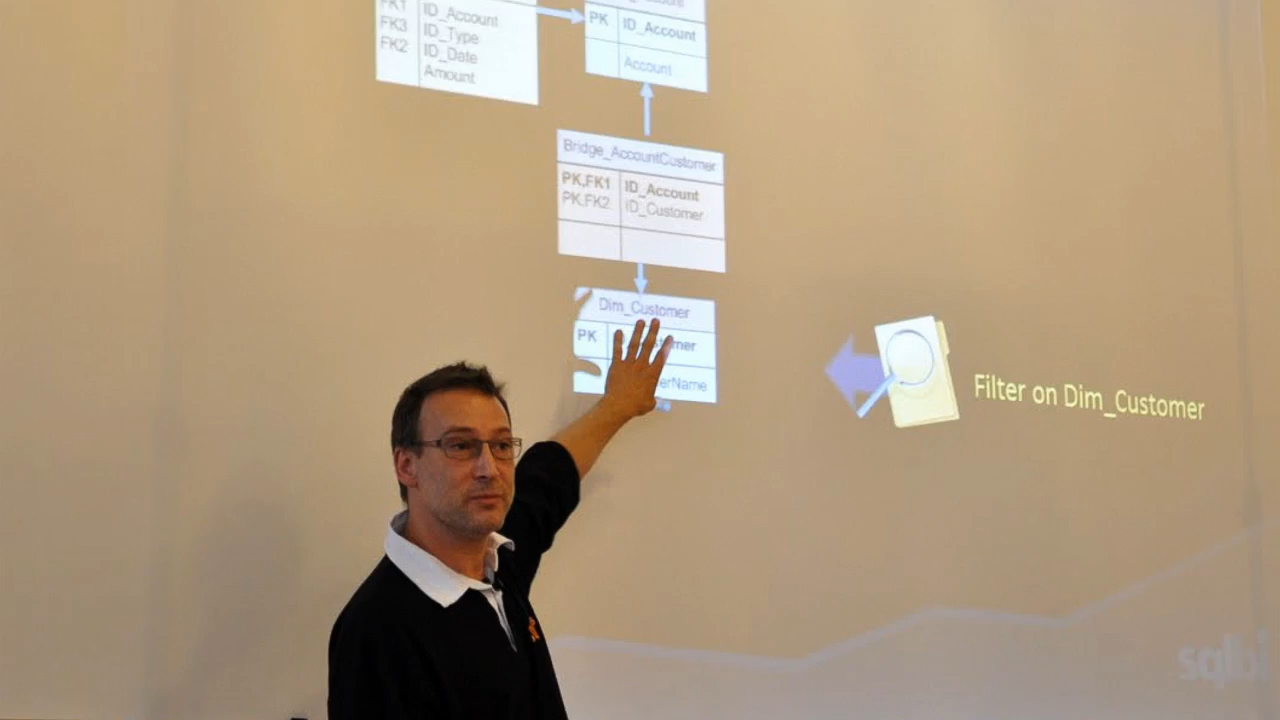 FK1 ID_Account
FK3 ID_Type
FK2 ID_Date
Amount
PK ID_Account
Account
Bridge_AccountCustomer
PK,FK1 ID_Account
PK,FK2 ID_Customer
Dim_Customer
PK
Filter on Dim_Customer
sqlbi